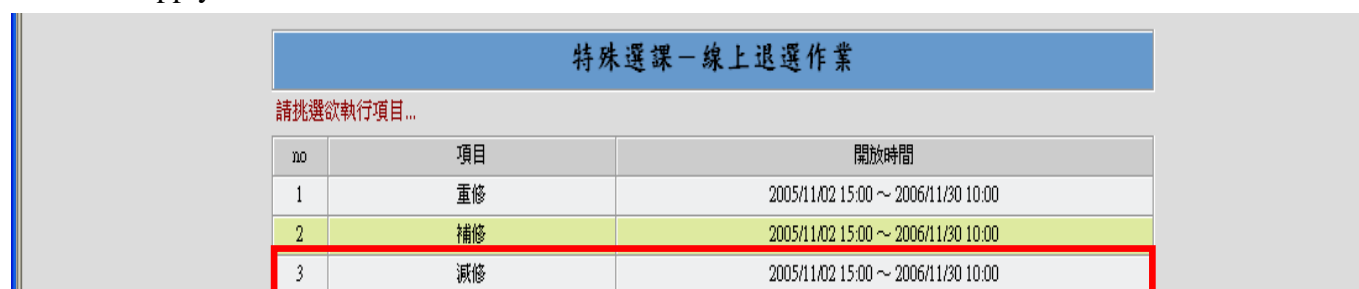 特殊選課－線上退選作業
請挑選欲執行項目...
no 項目 開放時間
1 重修 2005/11/02 15:00 ～ 2006/11/30 10:00
2 補修 2005/11/02 15:00 ～ 2006/11/30 10:00
3 減修 2005/11/02 15:00 ～ 2006/11/30 10:00